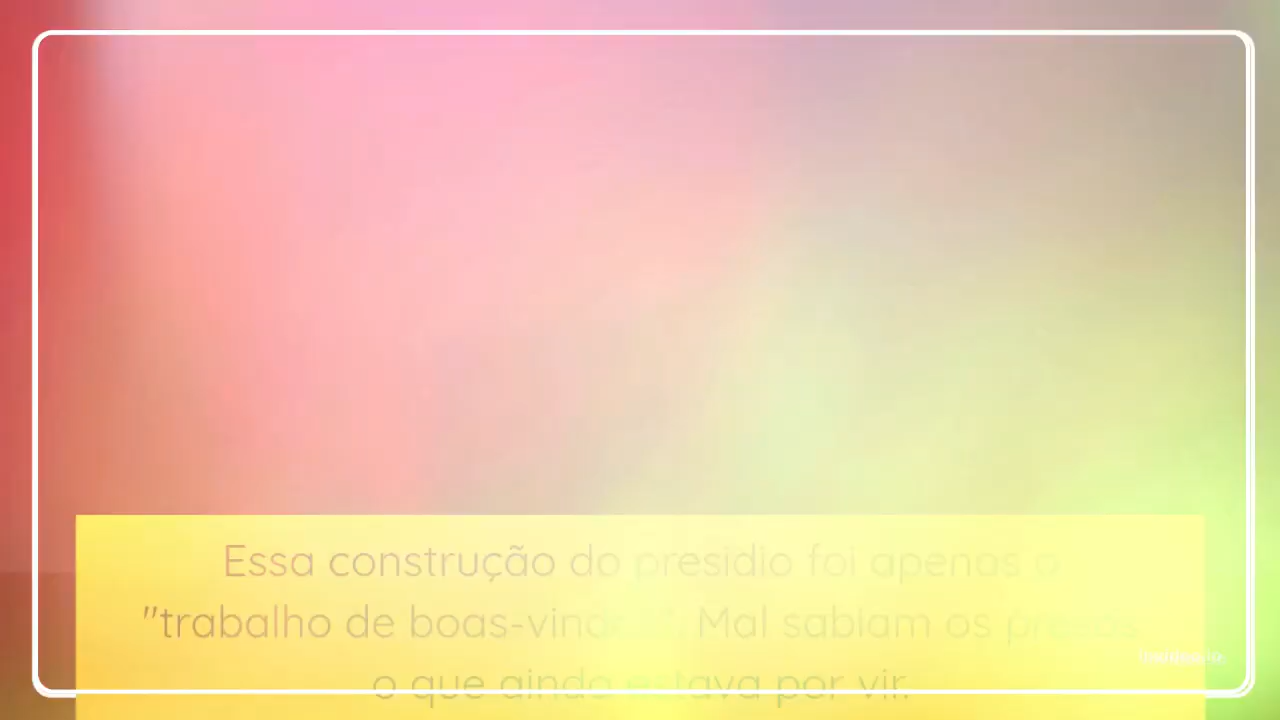 Essa construção do presídio foi apenas o
"trabalho de boas-vindas". Mal sabiam os presos
o que ainda estava por vir.